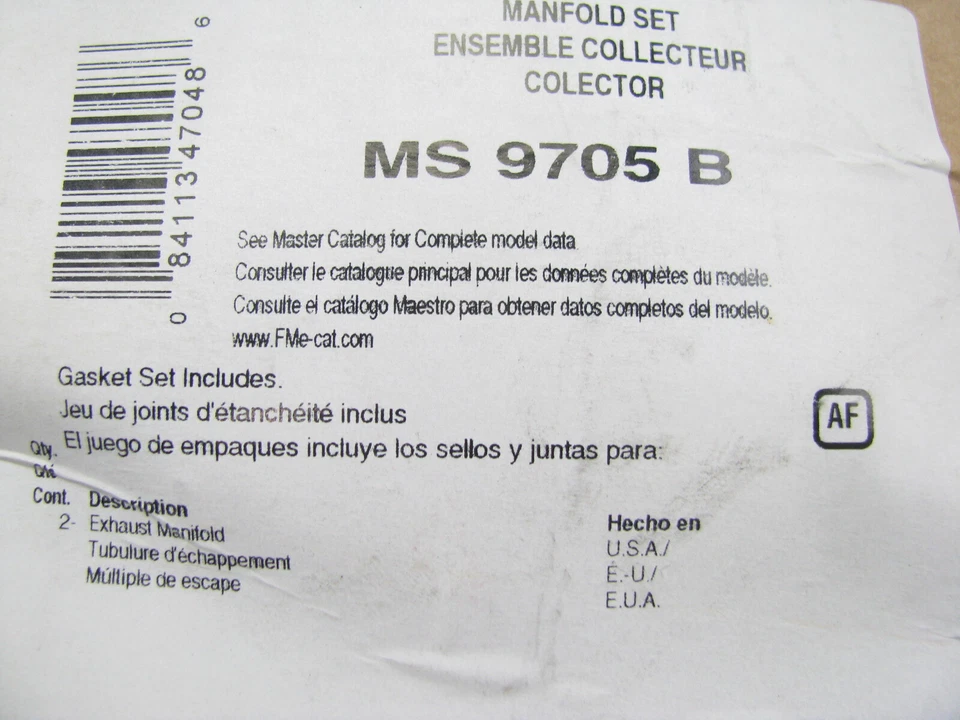 MANFOLD SET
ENSEMBLE COLLECTEUR
COLECTOR
0 84113 47048 6
MS 9705 B
See Master Catalog for Complete model data
Consulter le catalogue principal pour les données complètes du modèle.
Consulte el catálogo Maestro para obtener datos completos del modelo.
www.FMe-cat.com
Gasket Set Includes.
Jeu de joints d'étanchéité inclus
El juego de empaques incluye los sellos y juntas para:
AF
Qty.
Qté
Cont. Description
2- Exhaust Manifold
Tubulure d'échappement
Múltiple de escape
Hecho en
U.S.A./
É.-U./
E.U.A.